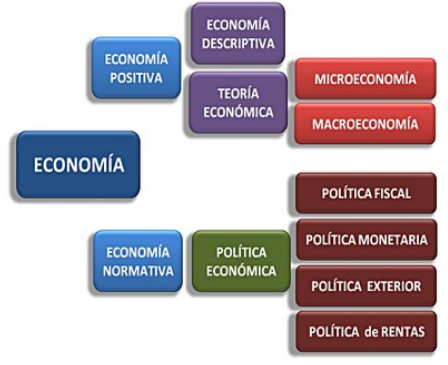 ECONOMÍA
DESCRIPTIVA
ECONOMÍA
POSITIVA
TEORÍA
ECONÓMICA
MICROECONOMÍA
MACROECONOMÍA
ECONOMÍA
POLÍTICA FISCAL
ECONOMÍA
NORMATIVA
POLÍTICA
ECONÓMICA
POLÍTICA MONETARIA
POLÍTICA EXTERIOR
POLÍTICA de RENTAS